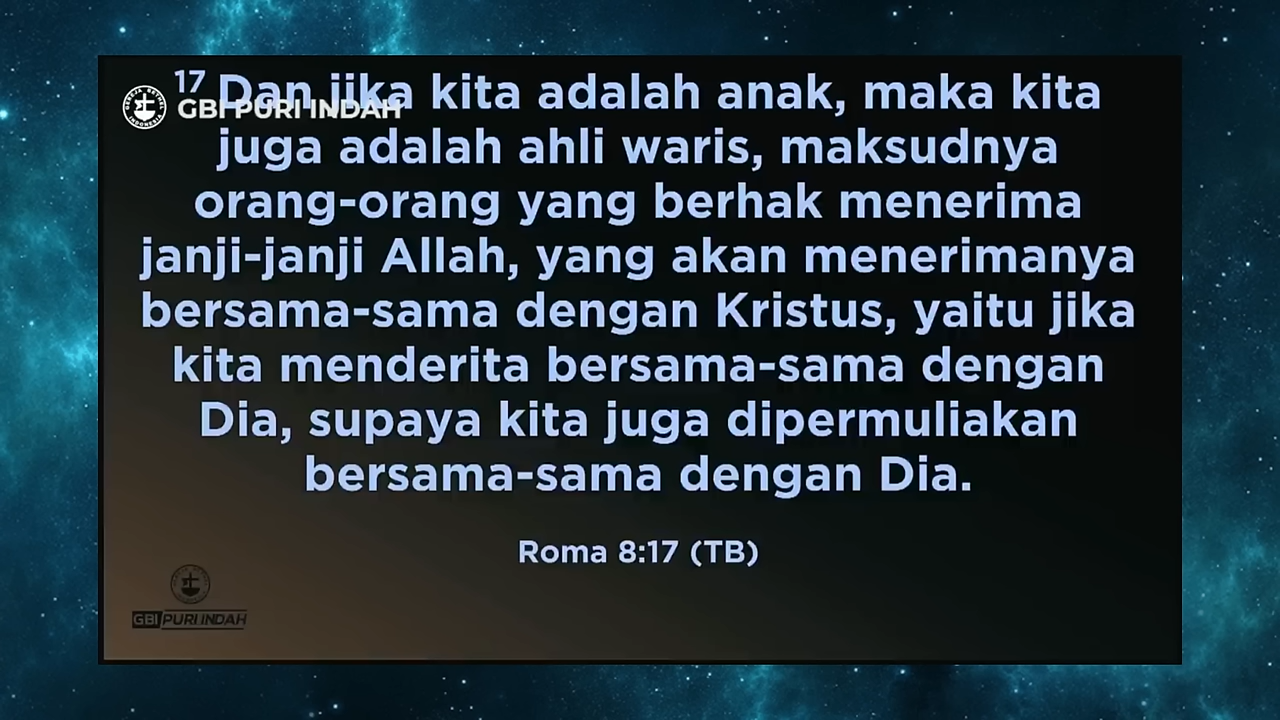 17 Dan jika kita adalah anak, maka kita
GBI PURI INDAH
juga adalah ahli waris, maksudnya
orang-orang yang berhak menerima
janji-janji Allah, yang akan menerimanya
bersama-sama dengan Kristus, yaitu jika
kita menderita bersama-sama dengan
Dia, supaya kita juga dipermuliakan
bersama-sama dengan Dia.
Roma 8:17 (TB)
GBI PURI INDAH